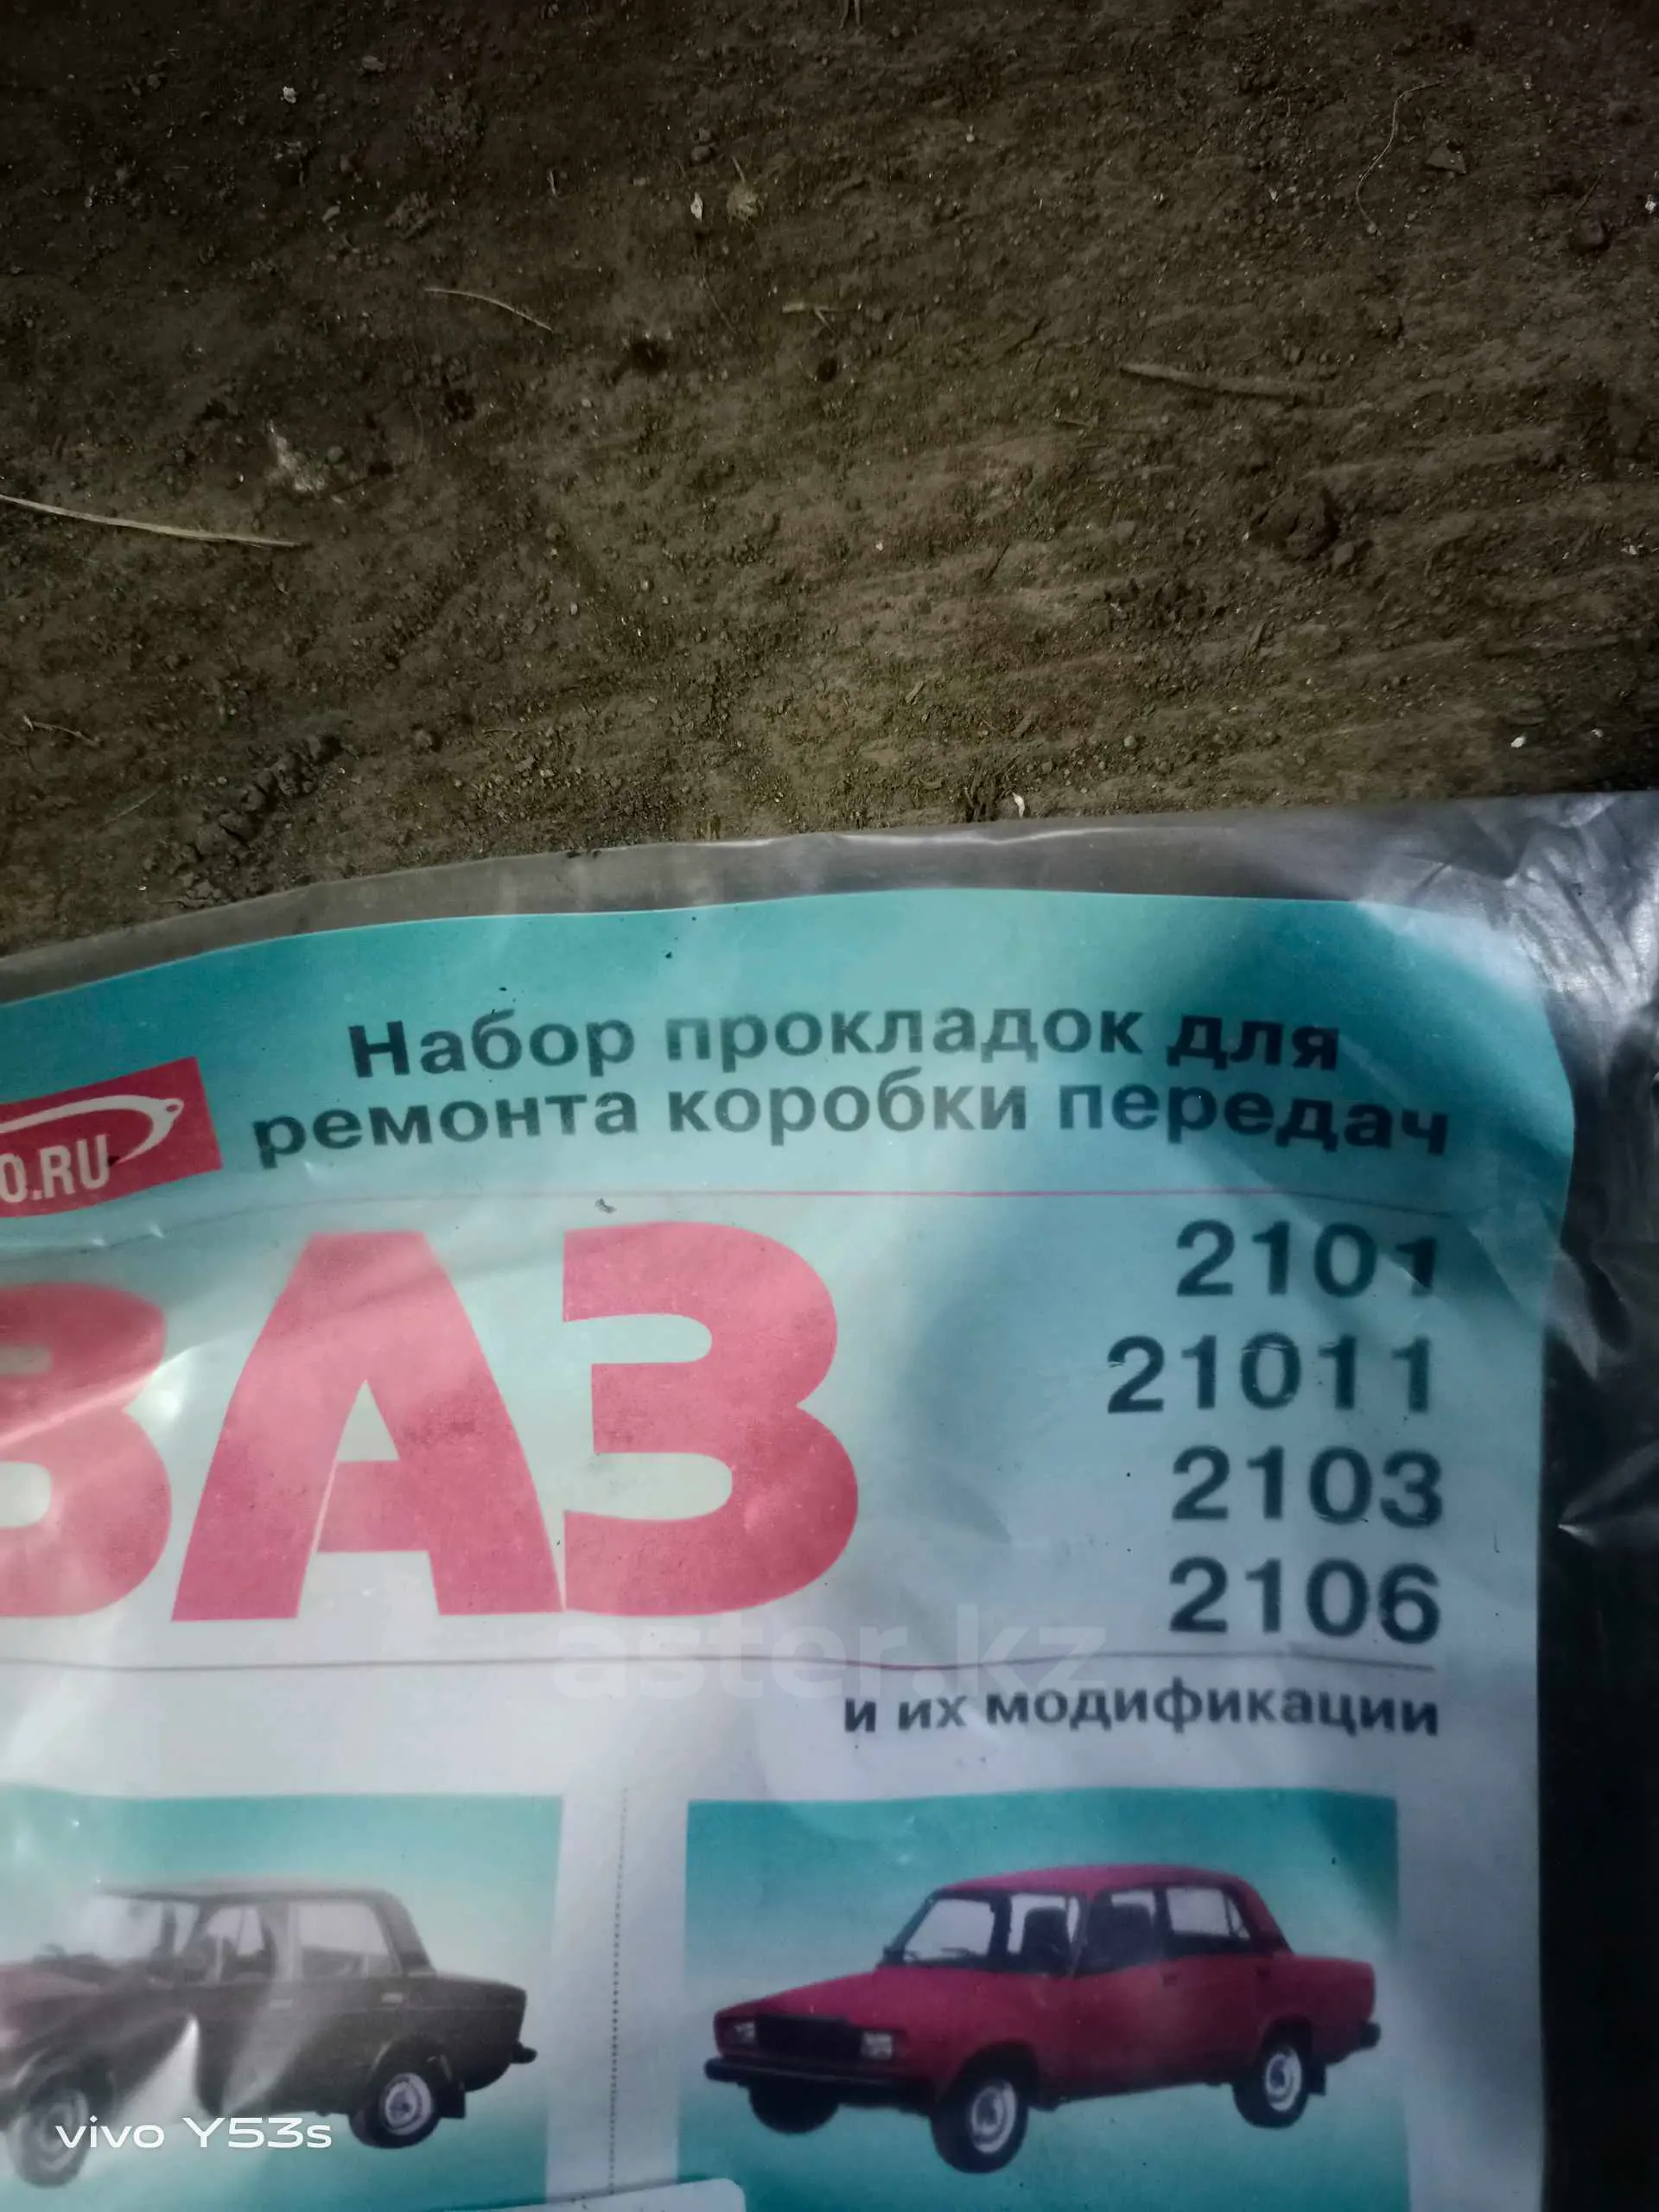 Набор прокладок для
ремонта коробки передач
O.RU
ВАЗ
2101
21011
2103
2106
aster.kz
и их модификации
vivo Y53s